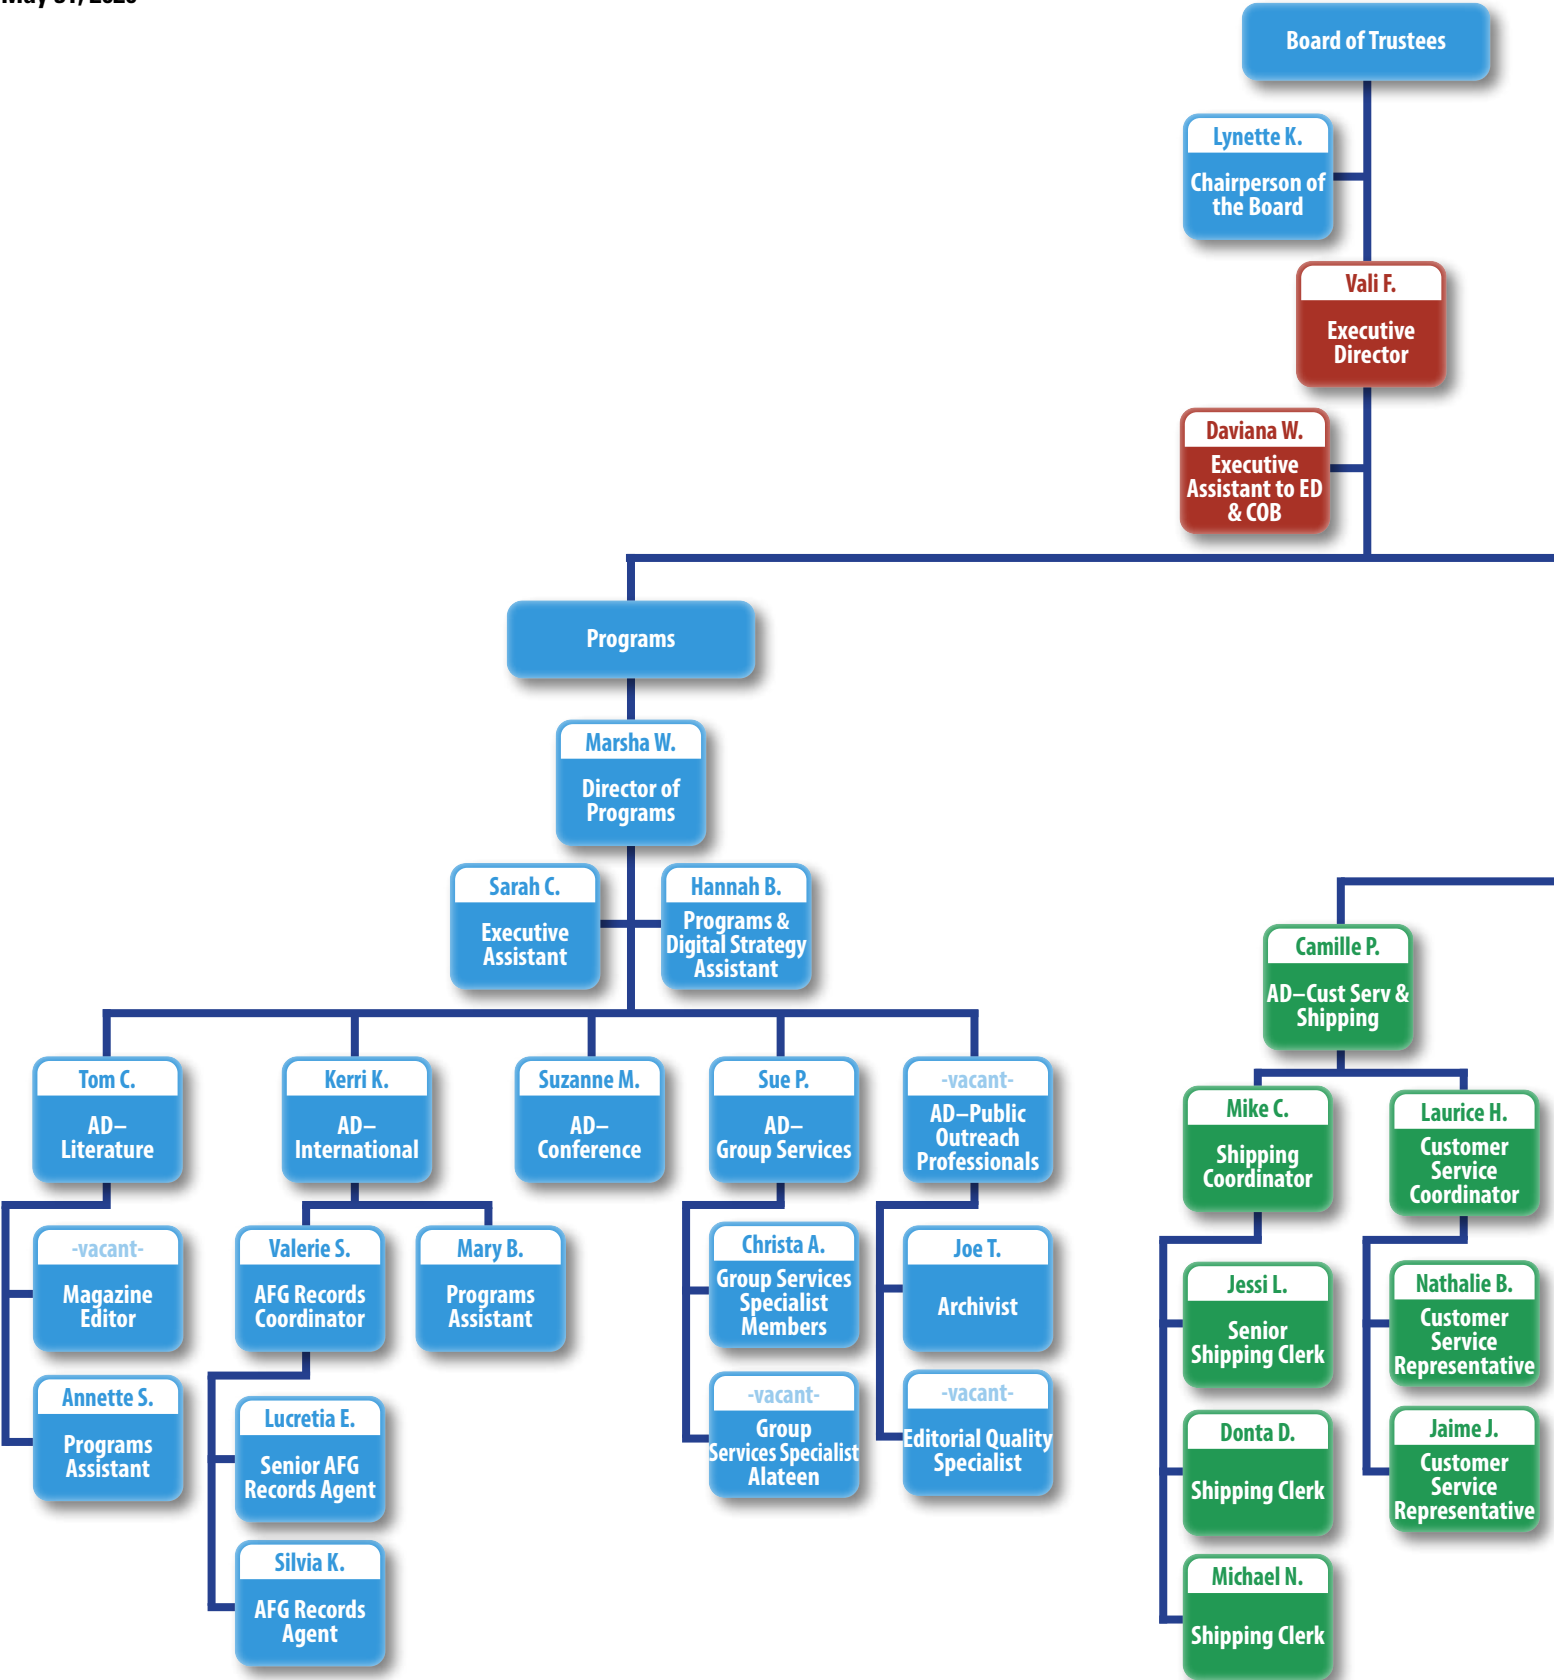 Board of Trustees
Lynette K.
Chairperson of
the Board
Vali F.
Executive
Director
Daviana W.
Executive
Assistant to ED
& COB
Programs
Marsha W.
Director of
Programs
Sarah C.
Executive
Assistant
Hannah B.
Programs &
Digital Strategy
Assistant
Tom C.
AD–
Literature
-vacant-
Magazine
Editor
Annette S.
Programs
Assistant
Kerri K.
AD–
International
Valerie S.
AFG Records
Coordinator
Lucretia E.
Senior AFG
Records Agent
Silvia K.
AFG Records
Agent
Mary B.
Programs
Assistant
Suzanne M.
AD–
Conference
Sue P.
AD–
Group Services
Christa A.
Group Services
Specialist
Members
-vacant-
Group
Services Specialist
Alateen
-vacant-
AD–Public
Outreach
Professionals
Joe T.
Archivist
-vacant-
Editorial Quality
Specialist
Camille P.
AD–Cust Serv &
Shipping
Mike C.
Shipping
Coordinator
Jessi L.
Senior
Shipping Clerk
Donta D.
Shipping Clerk
Michael N.
Shipping Clerk
Laurice H.
Customer
Service
Coordinator
Nathalie B.
Customer
Service
Representative
Jaime J.
Customer
Service
Representative